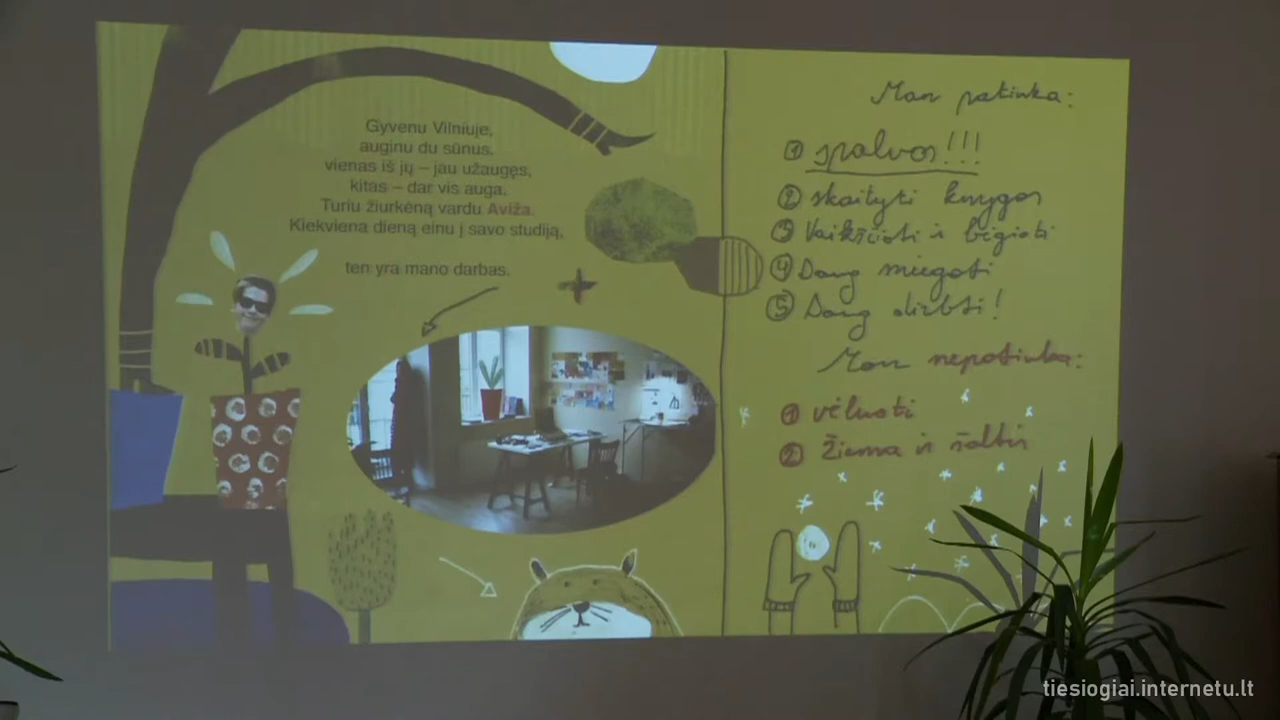 Gyvenu Vilniuje,
auginu du sūnus,
vienas iš jų – jau užaugęs,
kitas – dar vis auga.
Turiu žiurkėną vardu Aviža.
Kiekviena dieną einu į savo studiją,
ten yra mano darbas.
Man patinka:
1 spalvos!!!
2 skaityti knygas
3 Vaikščioti ir bėgioti
4 Daug miegoti
5 Daug dirbti!
Man nepatinka:
1 vėluoti
2 žiema ir šaltis
tiesiogiai.internetu.lt